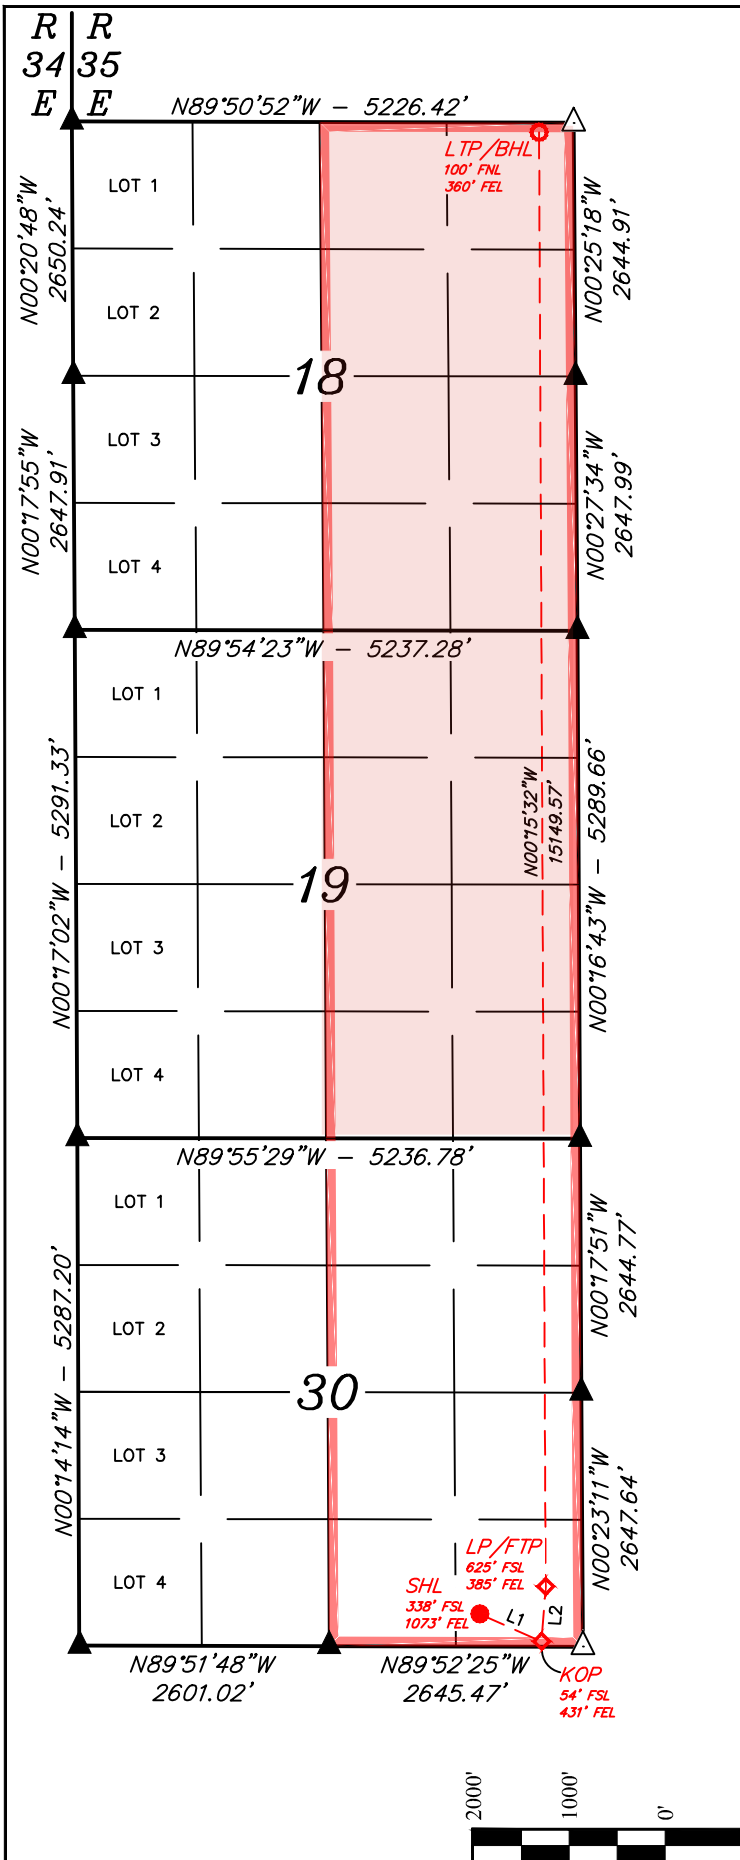 R R
34 35
E E
N89°50'52"W - 5226.42'
LTP/BHL
100' FNL
360' FEL
N00°20'48"W
2650.24'
N00°25'18"W
2644.91'
LOT 1
LOT 2
18
LOT 3
LOT 4
N00°17'55"W
2647.91'
N00°27'34"W
2647.99'
N89°54'23"W - 5237.28'
LOT 1
LOT 2
19
LOT 3
LOT 4
N00°17'02"W - 5291.33'
N00°15'32"W
15149.57'
N00°16'43"W - 5289.66'
N89°55'29"W - 5236.78'
LOT 1
LOT 2
30
LOT 3
LOT 4
N00°14'14"W - 5287.20'
N00°17'51"W
2644.77'
N00°23'11"W
2647.64'
LP/FTP
625' FSL
385' FEL
SHL
338' FSL
1073' FEL
L1
L2
KOP
54' FSL
431' FEL
N89°51'48"W
2601.02'
N89°52'25"W
2645.47'
2000'
1000'
0'